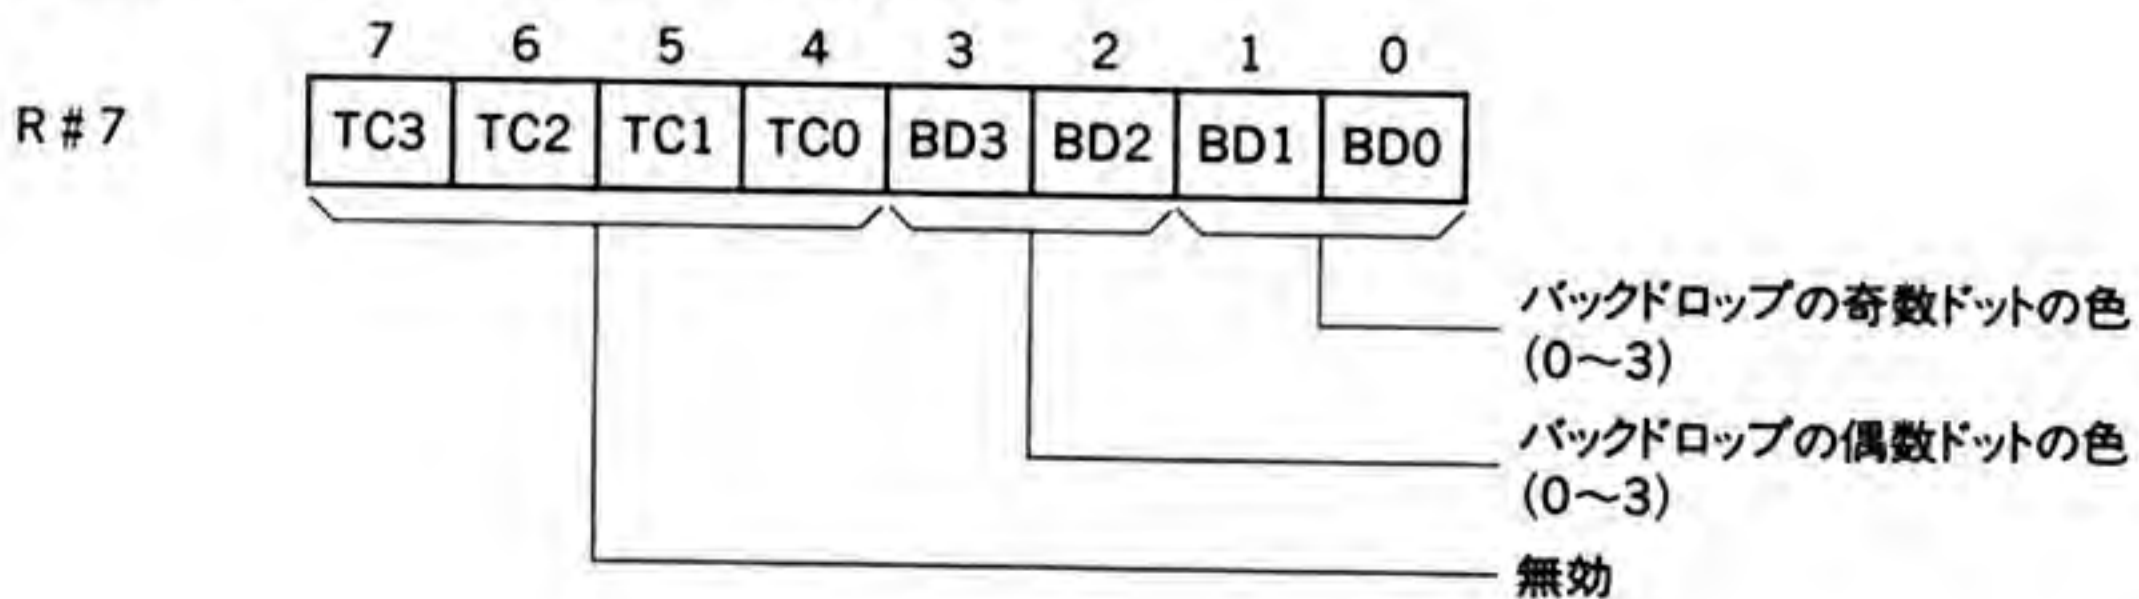 7 6 5 4 3 2 1 0
R#7 TC3 TC2 TC1 TC0 BD3 BD2 BD1 BD0
バックドロップの奇数ドットの色
(0〜3)
バックドロップの偶数ドットの色
(0〜3)
無効